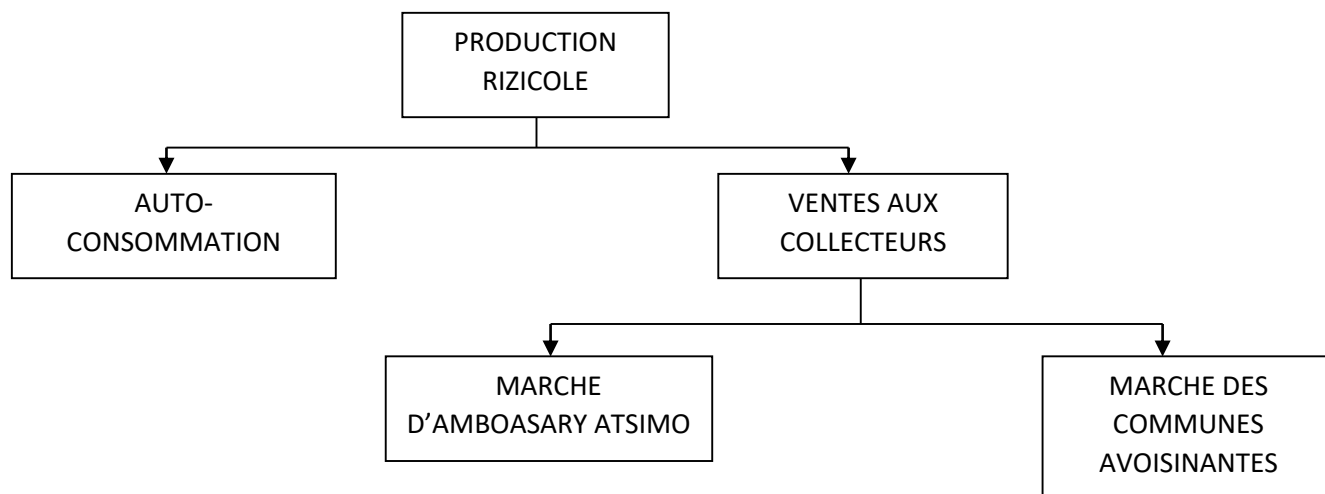 PRODUCTION
RIZICOLE
AUTO-
CONSOMMATION
VENTES AUX
COLLECTEURS
MARCHE
D’AMBOASARY ATSIMO
MARCHE DES
COMMUNES
AVOISINANTES